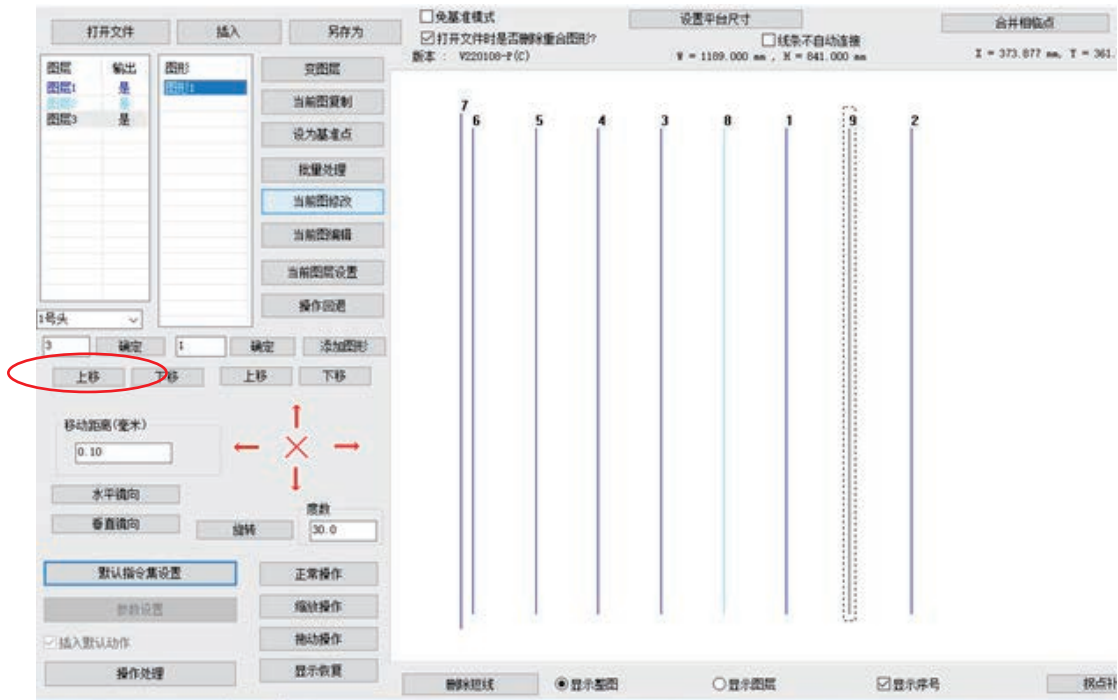 打开文件 插入 另存为
免基准模式
打开文件时是否删除重合图形?
版本 : V220108-P(C)
设置平台尺寸
线条不自动连接
W = 1189.000 mm , H = 841.000 mm
合并相临点
X = 373.877 mm, Y = 361.
图层 输出 图形
图层1 是 图形1
图层2 是
图层3 是
变图层
当前图复制
设为基准点
批量处理
当前图修改
当前图编辑
当前图层设置
操作回退
1号头
3 确定 1 确定 添加图形
上移 下移 上移 下移
移动距离(毫米)
0.10
水平镜向
垂直镜向
旋转
度数
30.0
默认指令集设置 正常操作
参数设置 缩放操作
插入默认动作 拖动操作
操作处理 显示恢复
7 6 5 4 3 8 1 9 2
删除短线 显示整图 显示图层 显示序号 拐点补